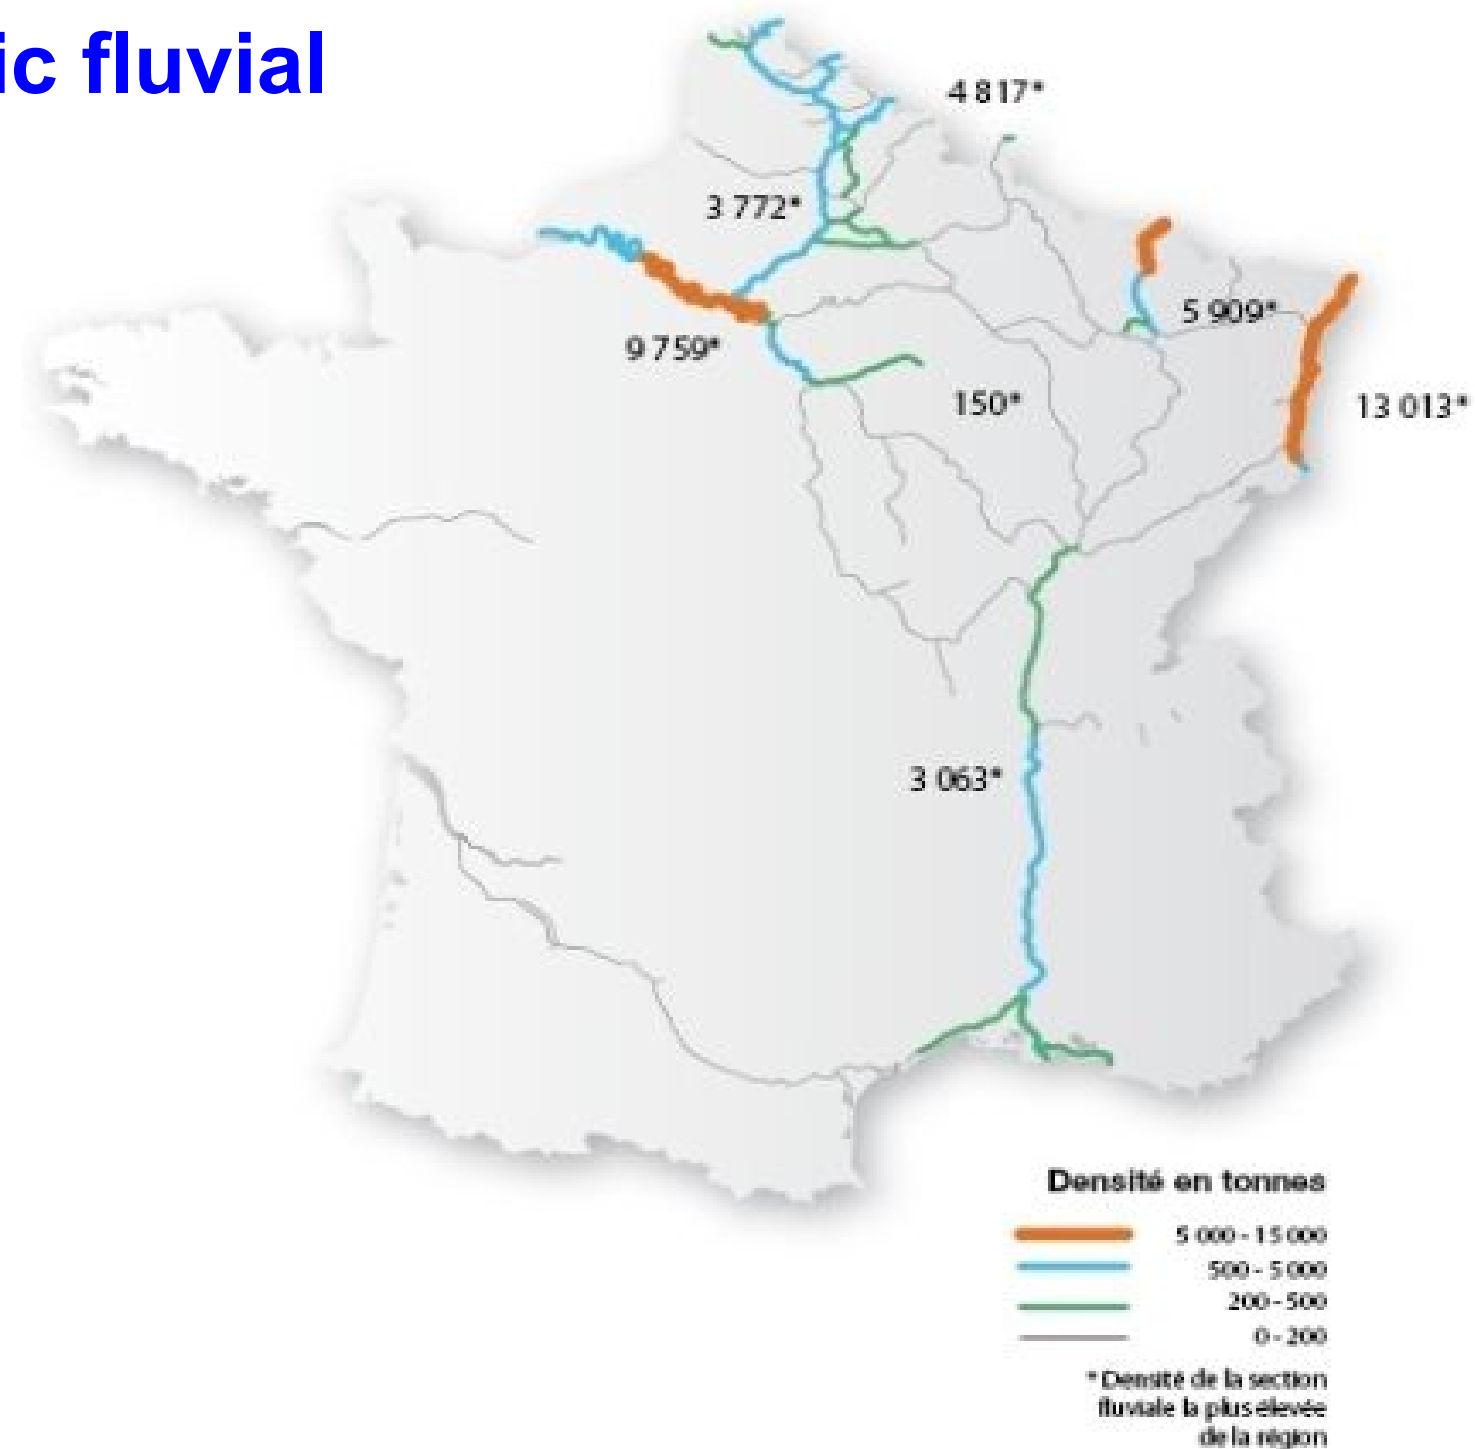 ic fluvial
4 817*
3 772*
5 909*
9 759*
150*
13 013*
3 063*
Densité en tonnes
5 000 - 15 000
500 - 5 000
200 - 500
0 - 200
* Densité de la section
fluviale la plus élevée
de la région